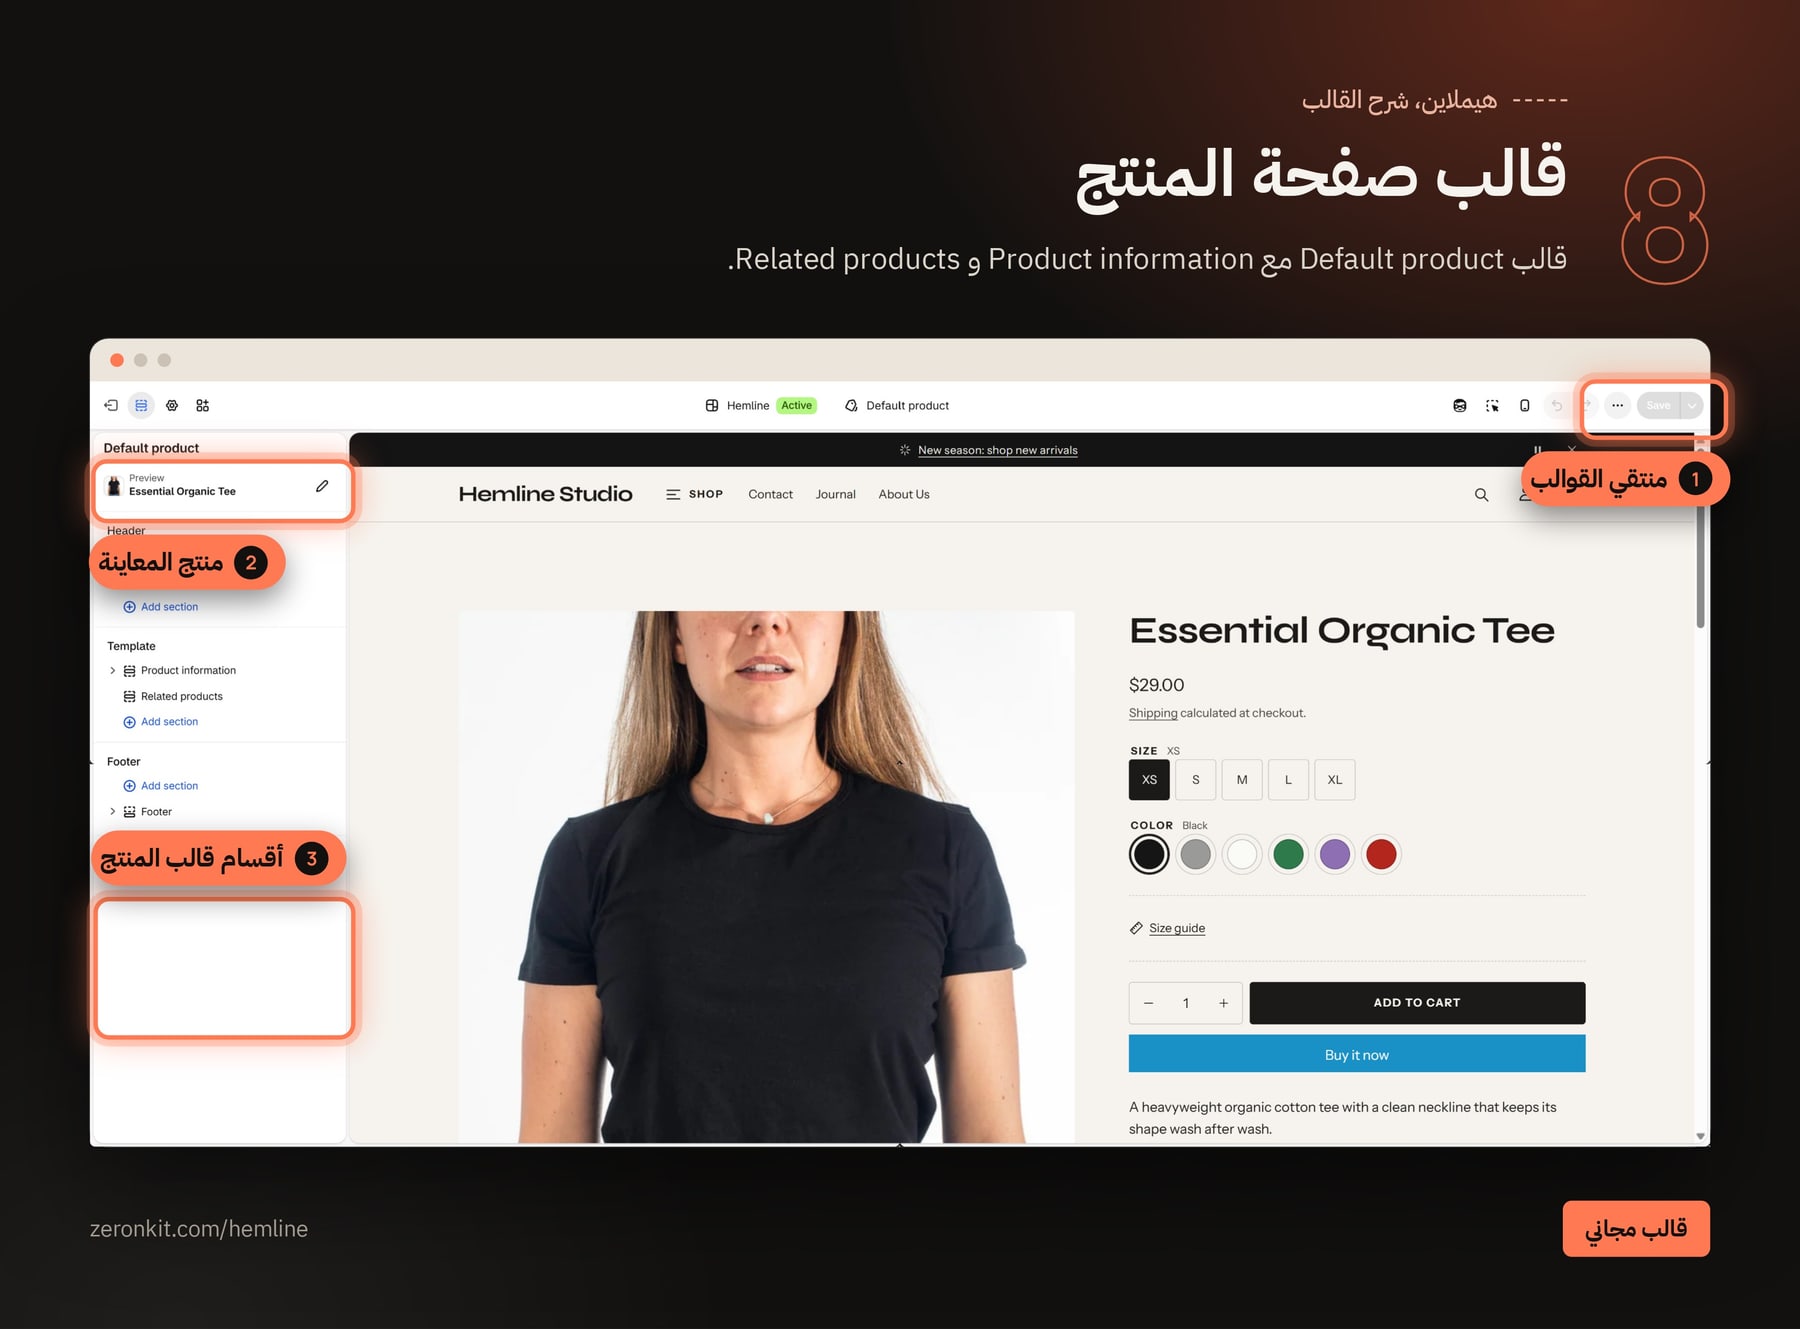 هيملاين، شرح القالب
8
قالب صفحة المنتج
قالب Default product مع Product information و Related products.
Hemline Active
Default product
Save
Default product
Preview
Essential Organic Tee
Header
2 منتج المعاينة
Add section
Template
Product information
Related products
Add section
Footer
Add section
Footer
3 أقسام قالب المنتج
New season: shop new arrivals
1 منتقي القوالب
Hemline Studio
SHOP Contact Journal About Us
Essential Organic Tee
$29.00
Shipping calculated at checkout.
SIZE XS
XS S M L XL
COLOR Black
Size guide
− 1 +
ADD TO CART
Buy it now
A heavyweight organic cotton tee with a clean neckline that keeps its
shape wash after wash.
zeronkit.com/hemline
قالب مجاني